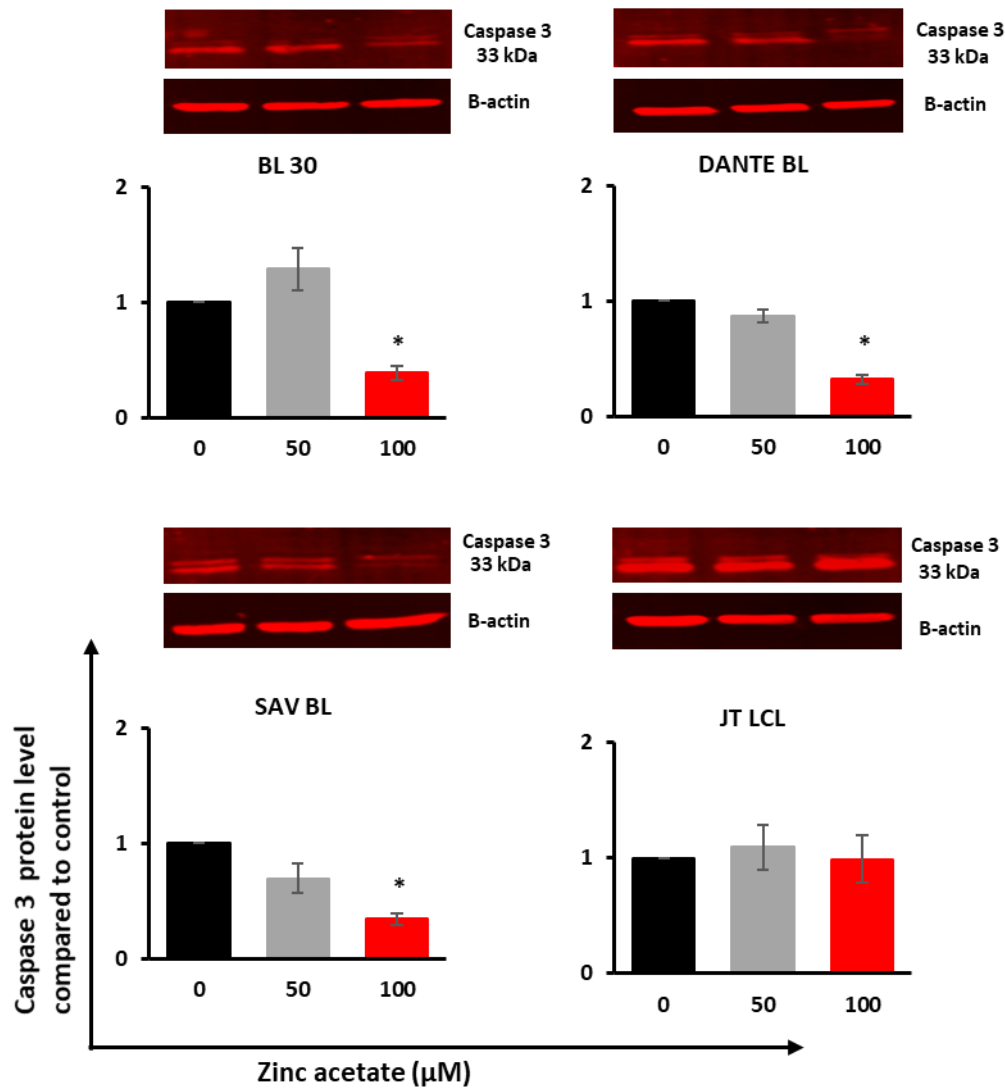 Caspase 3
33 kDa
B-actin
BL 30
2
1
*
0
0 50 100
Caspase 3
33 kDa
B-actin
DANTE BL
2
1
*
0
0 50 100
Caspase 3
33 kDa
B-actin
SAV BL
2
1
*
0
0 50 100
Caspase 3
33 kDa
B-actin
JT LCL
2
1
0
0 50 100
Caspase 3 protein level
compared to control
Zinc acetate (µM)